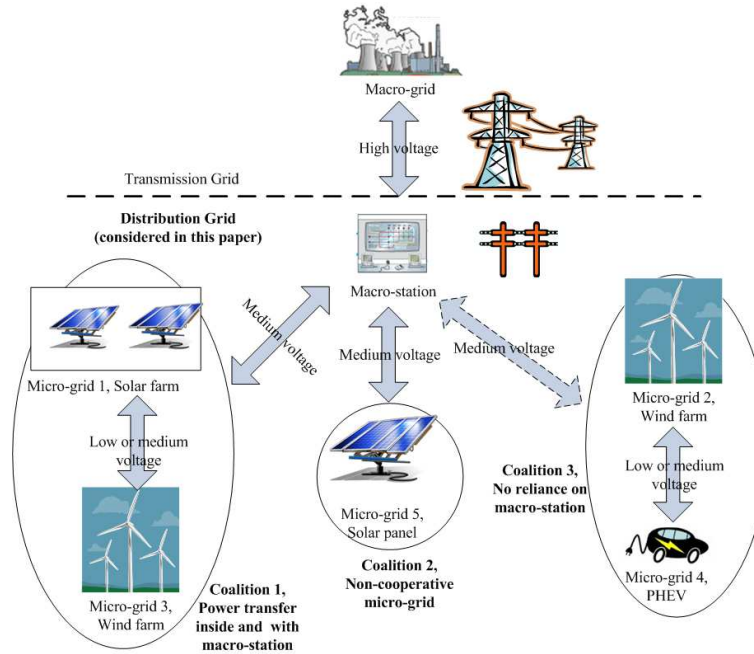 Macro-grid
High voltage
Transmission Grid
Distribution Grid
(considered in this paper)
Macro-station
Medium voltage
Medium voltage
Medium voltage
Micro-grid 1, Solar farm
Low or medium
voltage
Micro-grid 3,
Wind farm
Coalition 1,
Power transfer
inside and with
macro-station
Micro-grid 5,
Solar panel
Coalition 2,
Non-cooperative
micro-grid
Coalition 3,
No reliance on
macro-station
Micro-grid 2,
Wind farm
Low or medium
voltage
Micro-grid 4,
PHEV